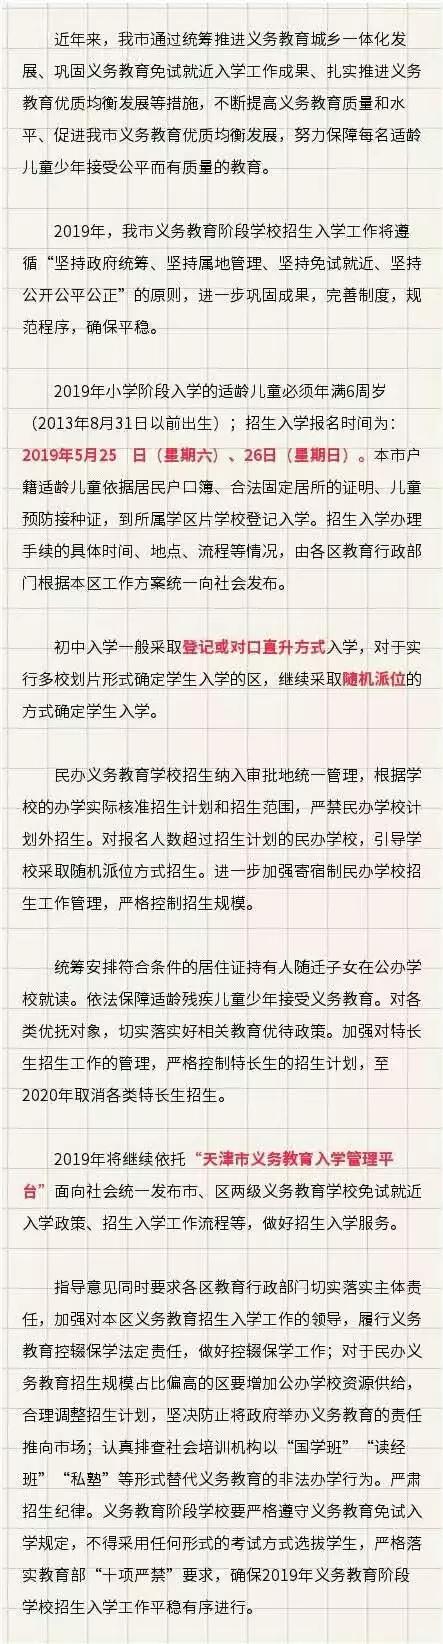 近年来，我市通过统筹推进义务教育城乡一体化发
展、巩固义务教育免试就近入学工作成果、扎实推进义务
教育优质均衡发展等措施，不断提高义务教育质量和水
平、促进我市义务教育优质均衡发展，努力保障每名适龄
儿童少年接受公平而有质量的教育。
2019年，我市义务教育阶段学校招生入学工作将遵
循“坚持政府统筹、坚持属地管理、坚持免试就近、坚持
公开公平公正”的原则，进一步巩固成果，完善制度，规
范程序，确保平稳。
2019年小学阶段入学的适龄儿童必须年满6周岁
（2013年8月31日以前出生）；招生入学报名时间为：
2019年5月25 日（星期六）、26日（星期日）。本市户
籍适龄儿童依据居民户口簿、合法固定居所的证明、儿童
预防接种证，到所属学区片学校登记入学。招生入学办理
手续的具体时间、地点、流程等情况，由各区教育行政部
门根据本区工作方案统一向社会发布。
初中入学一般采取登记或对口直升方式入学，对于实
行多校划片形式确定学生入学的区，继续采取随机派位的
方式确定学生入学。
民办义务教育学校招生纳入审批地统一管理，根据学
校的办学实际核准招生计划和招生范围，严禁民办学校计
划外招生。对报名人数超过招生计划的民办学校，引导学
校采取随机派位方式招生。进一步加强寄宿制民办学校招
生工作管理，严格控制招生规模。
统筹安排符合条件的居住证持有人随迁子女在公办学
校就读。依法保障适龄残疾儿童少年接受义务教育。对各
类优抚对象，切实落实好相关教育优待政策。加强对特长
生招生工作的管理，严格控制特长生的招生计划，至
2020年取消各类特长生招生。
2019年将继续依托“天津市义务教育入学管理平
台”面向社会统一发布市、区两级义务教育学校免试就近
入学政策、招生入学工作流程等，做好招生入学服务。
指导意见同时要求各区教育行政部门切实落实主体责
任，加强对本区义务教育招生入学工作的领导，履行义务
教育控辍保学法定责任，做好控辍保学工作；对于民办义
务教育招生规模占比偏高的区要增加公办学校资源供给，
合理调整招生计划，坚决防止将政府举办义务教育的责任
推向市场；认真排查社会培训机构以“国学班”“读经
班”“私塾”等形式替代义务教育的非法办学行为。严肃
招生纪律。义务教育阶段学校要严格遵守义务教育免试入
学规定，不得采用任何形式的考试方式选拔学生，严格落
实教育部“十项严禁”要求，确保2019年义务教育阶段
学校招生入学工作平稳有序进行。